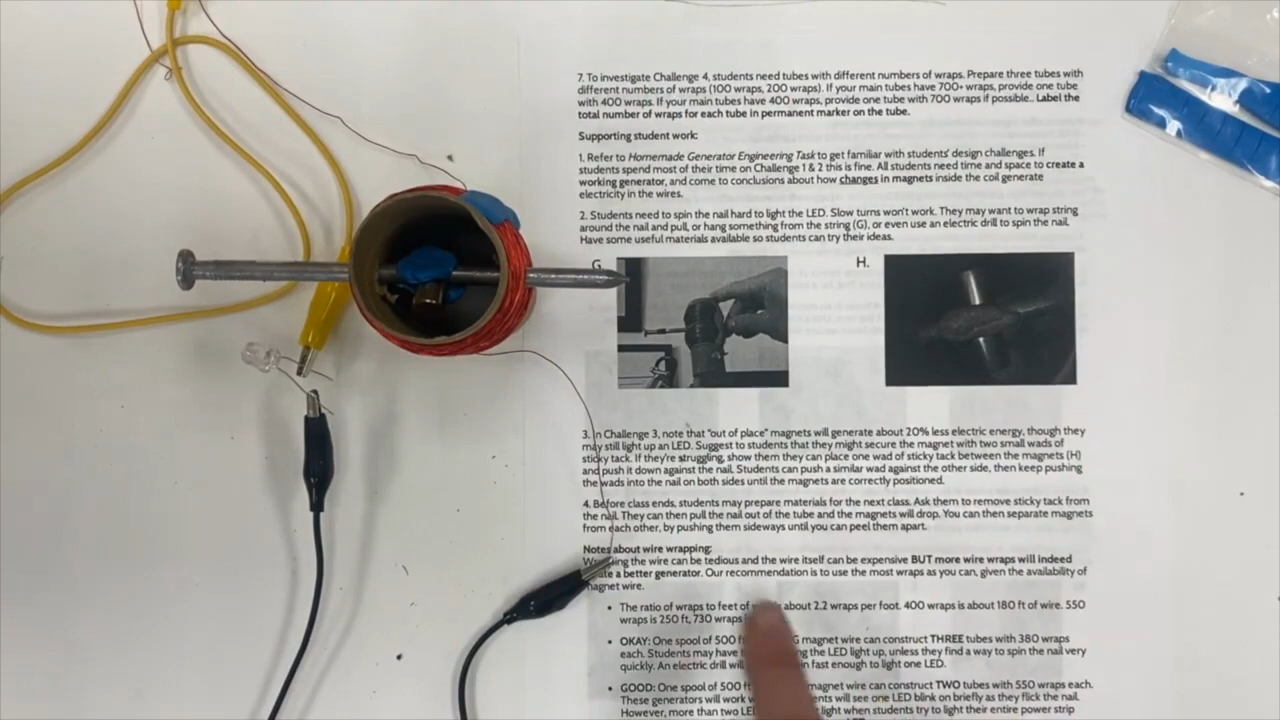 7. To investigate Challenge 4, students need tubes with different numbers of wraps. Prepare three tubes with
different numbers of wraps (100 wraps, 200 wraps). If your main tubes have 700+ wraps, provide one tube
with 400 wraps. If your main tubes have 400 wraps, provide one tube with 700 wraps if possible.. Label the
total number of wraps for each tube in permanent marker on the tube.
Supporting student work:
1. Refer to Homemade Generator Engineering Task to get familiar with students' design challenges. If
students spend most of their time on Challenge 1 & 2 this is fine. All students need time and space to create a
working generator, and come to conclusions about how changes in magnets inside the coil generate
electricity in the wires.
2. Students need to spin the nail hard to light the LED. Slow turns won't work. They may want to wrap string
around the nail and pull, or hang something from the string (G), or even use an electric drill to spin the nail.
Have some useful materials available so students can try their ideas.
G.
H.
3. In Challenge 3, note that "out of place" magnets will generate about 20% less electric energy, though they
may still light up an LED. Suggest to students that they might secure the magnet with two small wads of
sticky tack. If they're struggling, show them they can place one wad of sticky tack between the magnets (H)
and push it down against the nail. Students can push a similar wad against the other side, then keep pushing
the wads into the nail on both sides until the magnets are correctly positioned.
4. Before class ends, students may prepare materials for the next class. Ask them to remove sticky tack from
the nail. They can then pull the nail out of the tube and the magnets will drop. You can then separate magnets
from each other, by pushing them sideways until you can peel them apart.
Notes about wire wrapping:
the wire can be tedious and the wire itself can be expensive BUT more wire wraps will indeed
a better generator. Our recommendation is to use the most wraps as you can, given the availability of
magnet wire.
• The ratio of wraps to feet of about 2.2 wraps per foot. 400 wraps is about 180 ft of wire. 550
wraps is 250 ft, 730 wraps
• OKAY: One spool of 500 magnet wire can construct THREE tubes with 380 wraps
each. Students may have the LED light up, unless they find a way to spin the nail very
quickly. An electric drill fast enough to light one LED.
• GOOD: One spool of 500 magnet wire can construct TWO tubes with 550 wraps each.
These generators will work will see one LED blink on briefly as they flick the nail.
However, more than two light when students try to light their entire power strip